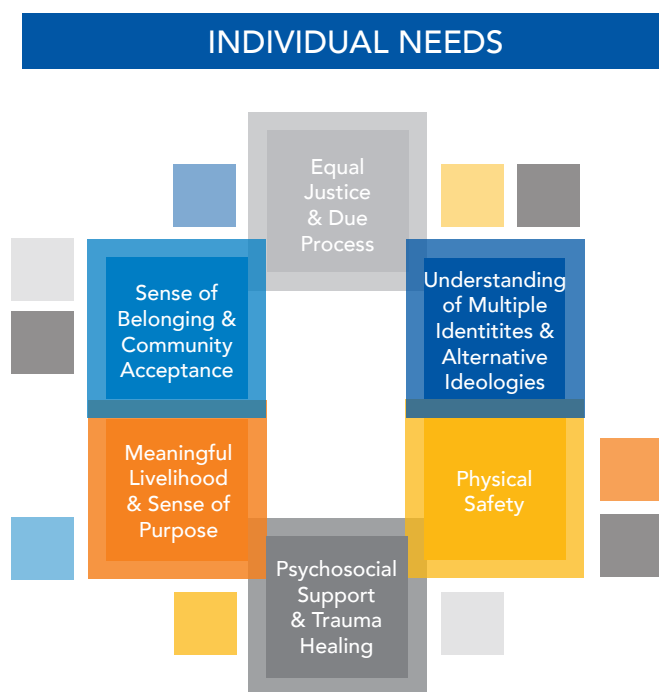 INDIVIDUAL NEEDS
Equal
Justice
& Due
Process
Sense of
Belonging &
Community
Acceptance
Understanding
of Multiple
Identitites &
Alternative
Ideologies
Meaningful
Livelihood
& Sense of
Purpose
Physical
Safety
Psychosocial
Support
& Trauma
Healing